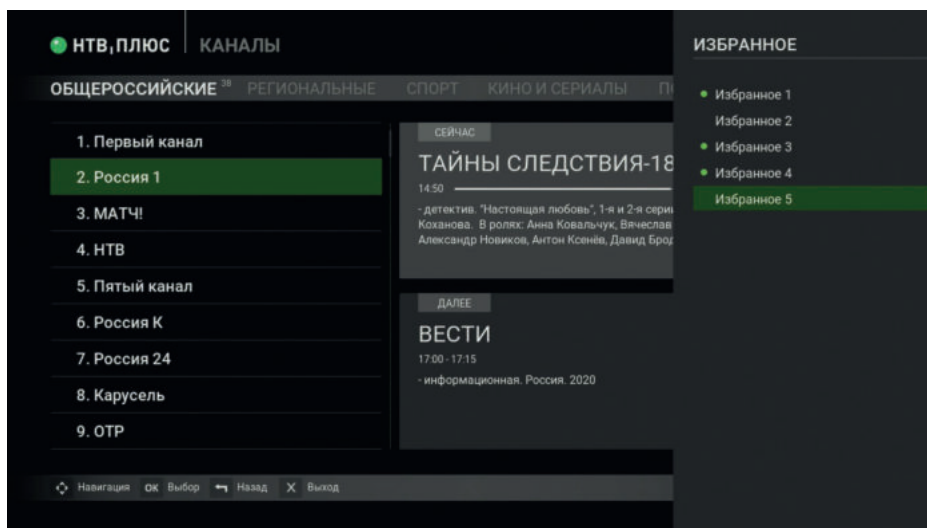 НТВ ПЛЮС КАНАЛЫ
ОБЩЕРОССИЙСКИЕ 39 РЕГИОНАЛЬНЫЕ СПОРТ КИНО И СЕРИАЛЫ
1. Первый канал
2. Россия 1
3. МАТЧ!
4. НТВ
5. Пятый канал
6. Россия К
7. Россия 24
8. Карусель
9. ОТР
СЕЙЧАС
ТАЙНЫ СЛЕДСТВИЯ-18
14:50
- детектив. "Настоящая любовь", 1-я и 2-я серии
Коханова. В ролях: Анна Ковальчук, Вячеслав
Александр Новиков, Антон Ксенёв, Давид Брод
ДАЛЕЕ
ВЕСТИ
17:00 - 17:15
- информационная. Россия. 2020
ИЗБРАННОЕ
Избранное 1
Избранное 2
Избранное 3
Избранное 4
Избранное 5
Навигация OK Выбор Назад X Выход